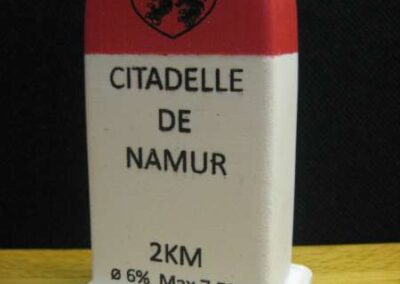 CITADELLE
DE
NAMUR
2KM
ø 6% Max